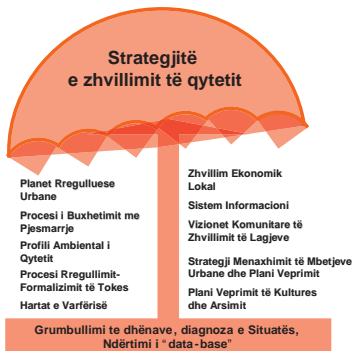 Strategjitë
e zhvillimit të qytetit
Planet Rregulluese
Urbane
Procesi i Buxhetimit me
Pjesmarrje
Profili Ambiental i
Qytetit
Procesi Rregullimit-
Formalizimit të Tokes
Hartat e Varfërisë
Zhvillim Ekonomik
Lokal
Sistem Informacioni
Vizionet Komunitare të
Zhvillimit të Lagjeve
Strategji Menaxhimit të Mbetjeve
Urbane dhe Plani Veprimit
Plani Veprimit të Kultures
dhe Arsimit
Grumbullimi te dhënave, diagnoza e Situatës,
Ndërtimi i “ data-base”